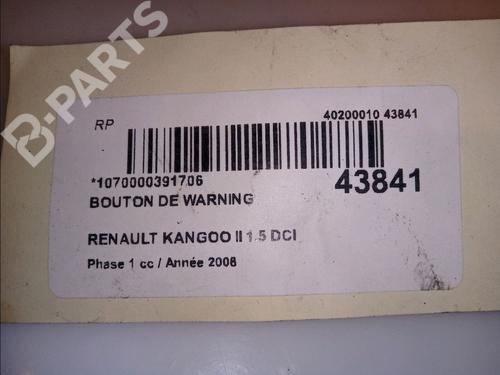 B-PARTS
RP
40200010 43841
*1070000391706
43841
BOUTON DE WARNING
RENAULT KANGOO II 1.5 DCI
Phase 1 cc / Année 2008